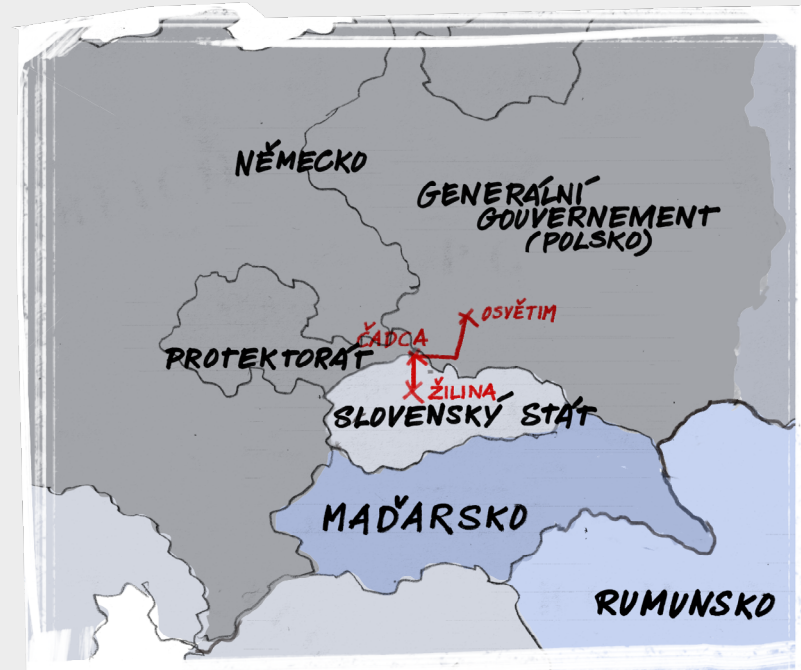 NĚMECKO
GENERÁLNÍ
GOUVERNEMENT
(POLSKO)
OSVĚTIM
ČADCA
PROTEKTORÁT
ŽILINA
SLOVENSKÝ STÁT
MAĎARSKO
RUMUNSKO